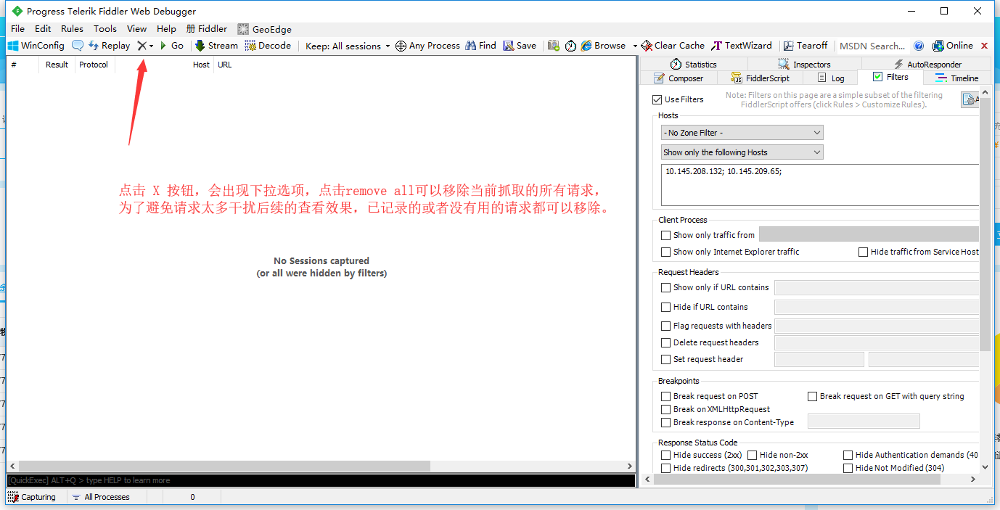 Progress Telerik Fiddler Web Debugger
File Edit Rules Tools View Help 册 Fiddler GeoEdge
WinConfig Replay Go Stream Decode Keep: All sessions Any Process Find Save Browse Clear Cache TextWizard Tearoff MSDN Search... Online
# Result Protocol Host URL
点击 X 按钮，会出现下拉选项，点击remove all可以移除当前抓取的所有请求，
为了避免请求太多干扰后续的查看效果，已记录的或者没有用的请求都可以移除。
No Sessions captured
(or all were hidden by filters)
[QuickExec] ALT+Q > type HELP to learn more
Capturing All Processes 0
Statistics Inspectors AutoResponder
Composer FiddlerScript Log Filters Timeline
Use Filters
Note: Filters on this page are a simple subset of the filtering
FiddlerScript offers (click Rules > Customize Rules).
A
Hosts
- No Zone Filter -
Show only the following Hosts
10.145.208.132; 10.145.209.65;
Client Process
Show only traffic from
Show only Internet Explorer traffic Hide traffic from Service Host
Request Headers
Show only if URL contains
Hide if URL contains
Flag requests with headers
Delete request headers
Set request header
Breakpoints
Break request on POST Break request on GET with query string
Break on XMLHttpRequest
Break response on Content-Type
Response Status Code
Hide success (2xx) Hide non-2xx Hide Authentication demands (40
Hide redirects (300,301,302,303,307) Hide Not Modified (304)